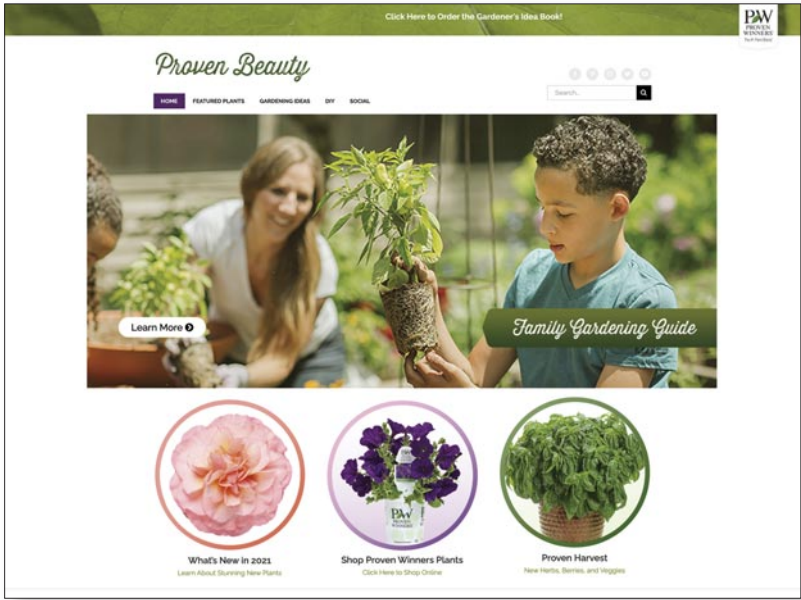 Click Here to Order the Gardener's Idea Book!
PW
PROVEN
WINNERS
Proven Beauty
Search...
HOME FEATURED PLANTS GARDENING IDEAS DIY SOCIAL
Learn More
Family Gardening Guide
PW
PROVEN
WINNERS
What's New in 2021
Learn About Stunning New Plants
Shop Proven Winners Plants
Click Here to Shop Online
Proven Harvest
New Herbs, Berries, and Veggies